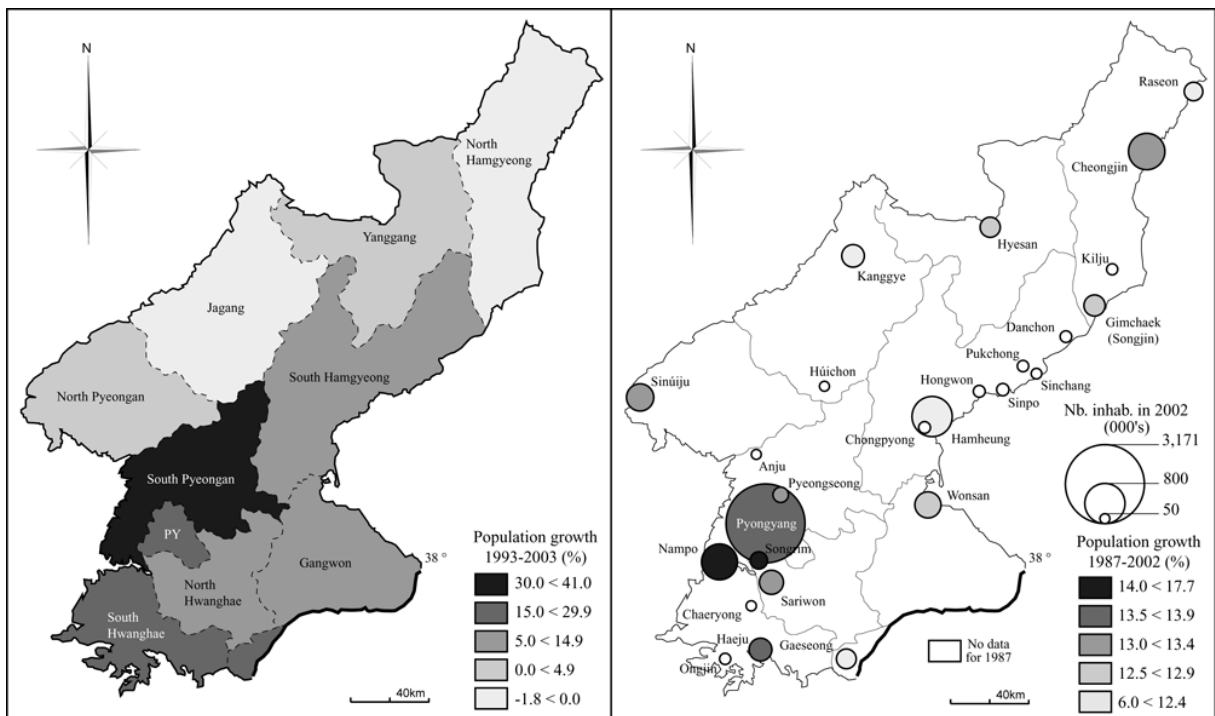 N
North
Hamgyeong
Yanggang
Jagang
South Hamgyeong
North Pyeongan
South Pyeongan
PY
Gangwon
North
Hwanghae
South
Hwanghae
38 °
Population growth
1993-2003 (%)
30.0 < 41.0
15.0 < 29.9
5.0 < 14.9
0.0 < 4.9
-1.8 < 0.0
40km
N
Raseon
Cheongjin
Hyesan
Kanggye
Kilju
Gimchaek
(Songjin)
Danchon
Pukchong
Húichon
Sinchang
Sinúiju
Hongwon
Sinpo
Chongpyong
Hamheung
Anju
Pyeongseong
Wonsan
Pyongyang
Nampo
Songrim
Sariwon
Chaeryong
Haeju
Gaeseong
Ongjin
38 °
Nb. inhab. in 2002
(000's)
3,171
800
50
Population growth
1987-2002 (%)
14.0 < 17.7
13.5 < 13.9
13.0 < 13.4
12.5 < 12.9
6.0 < 12.4
No data
for 1987
40km